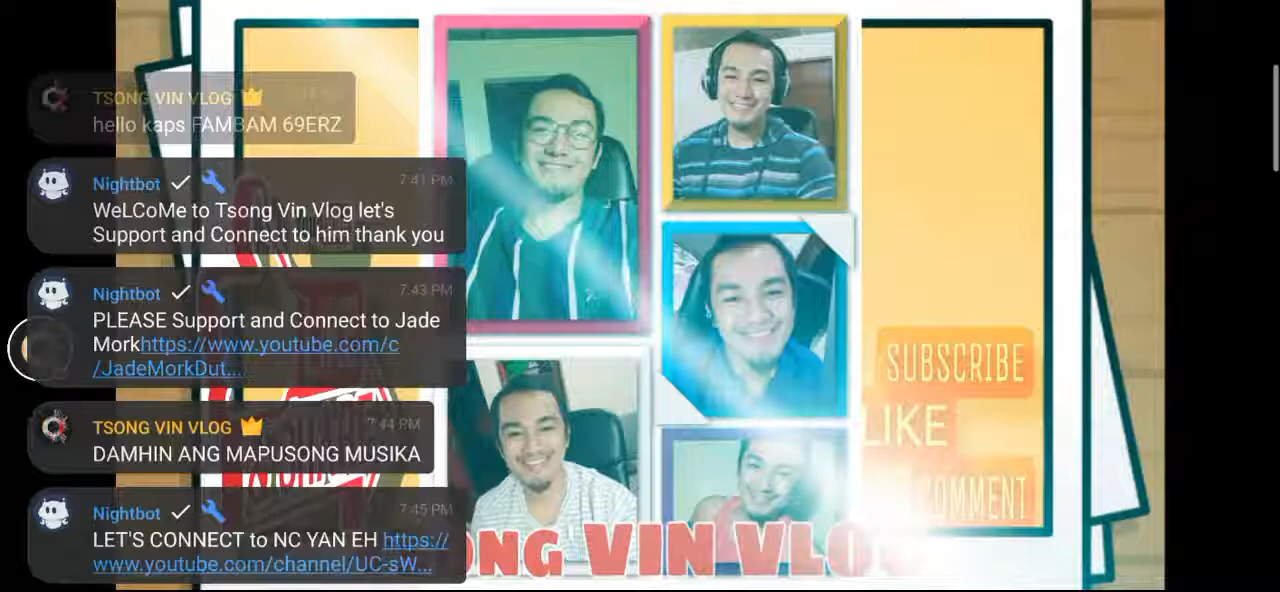 TSONG VIN VLOG
hello kaps FAMBAM 69ERZ
Nightbot
7:41 PM
WeLCoMe to Tsong Vin Vlog let's
Support and Connect to him thank you
Nightbot
7:43 PM
PLEASE Support and Connect to Jade
Morkhttps://www.youtube.com/c
/JadeMorkDut...
TSONG VIN VLOG
7:44 PM
DAMHIN ANG MAPUSONG MUSIKA
Nightbot
7:45 PM
LET'S CONNECT to NC YAN EH https://
www.youtube.com/channel/UC-sW...
SUBSCRIBE
LIKE
COMMENT
ONG VIN VLOG